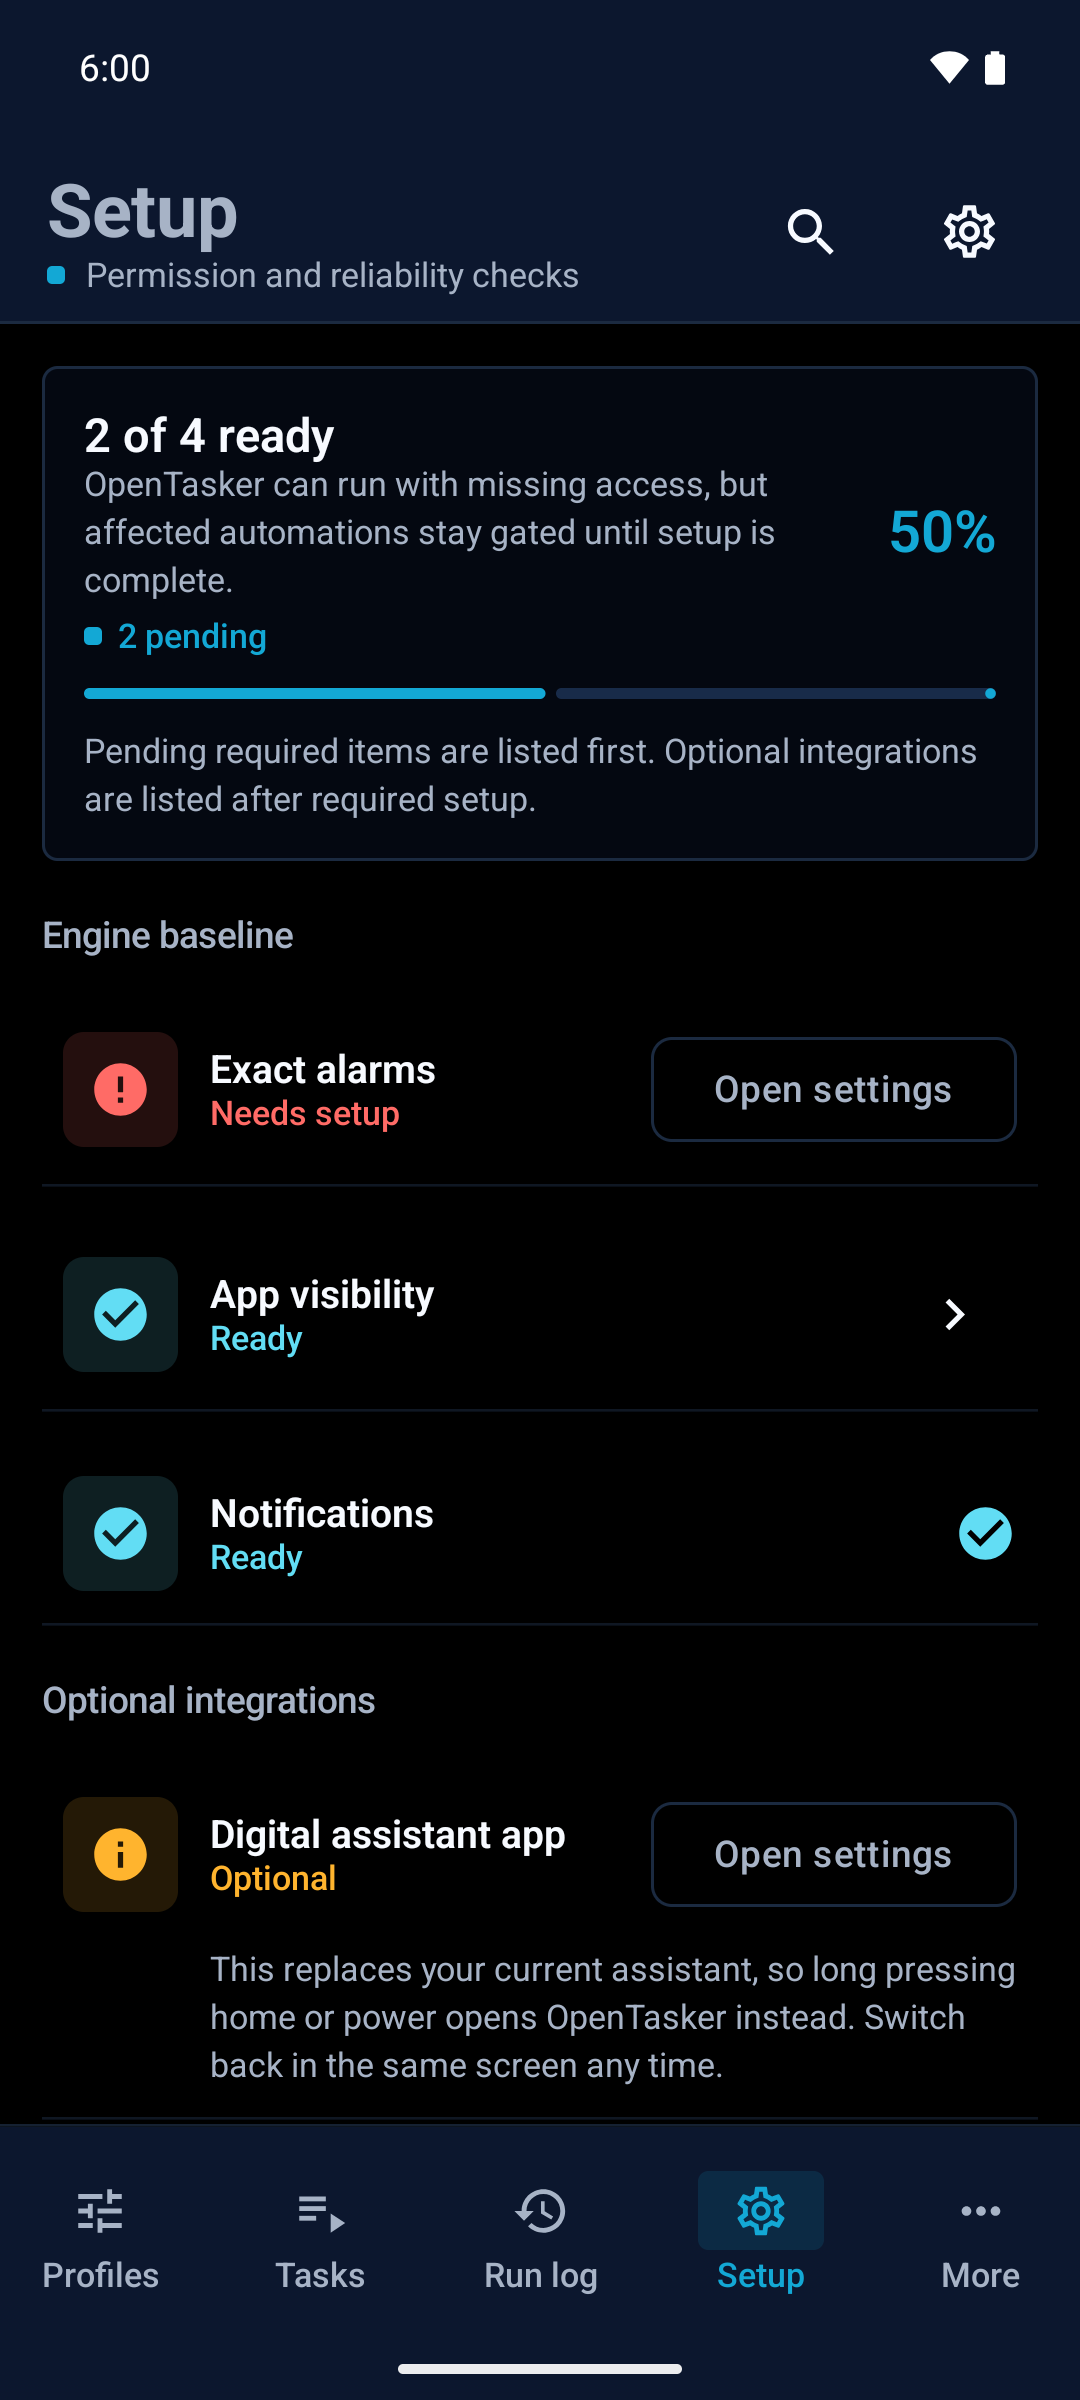 6:00
Setup
Permission and reliability checks
2 of 4 ready
OpenTasker can run with missing access, but
affected automations stay gated until setup is
complete.
50%
2 pending
Pending required items are listed first. Optional integrations
are listed after required setup.
Engine baseline
Exact alarms
Needs setup
Open settings
App visibility
Ready
Notifications
Ready
Optional integrations
Digital assistant app
Optional
Open settings
This replaces your current assistant, so long pressing
home or power opens OpenTasker instead. Switch
back in the same screen any time.
Profiles
Tasks
Run log
Setup
More